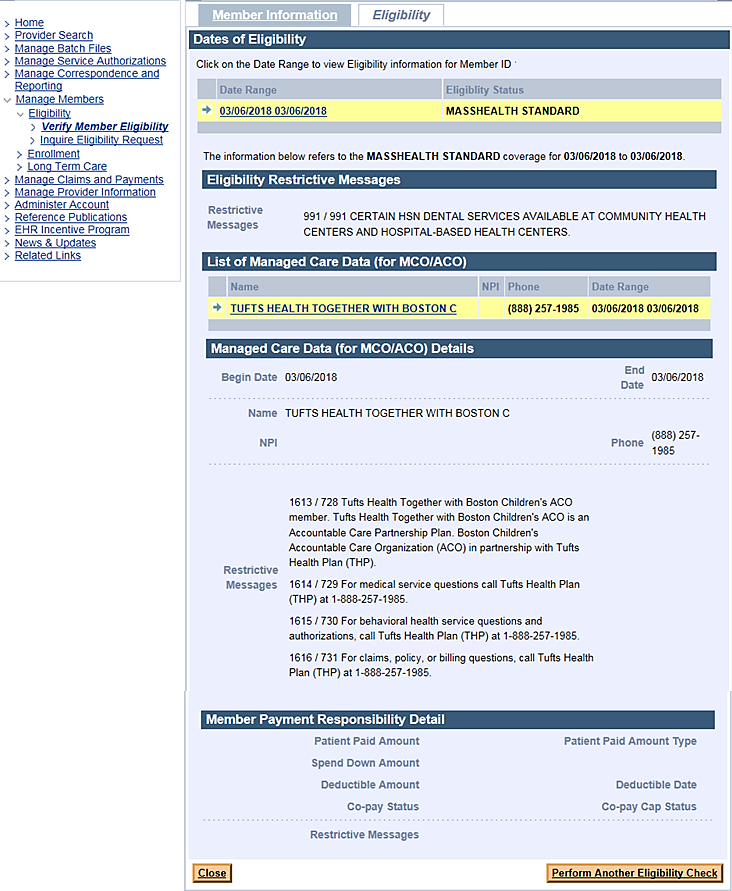 Home
Provider Search
Manage Batch Files
Manage Service Authorizations
Manage Correspondence and
Reporting
Manage Members
Eligibility
Verify Member Eligibility
Inquire Eligibility Request
Enrollment
Long Term Care
Manage Claims and Payments
Manage Provider Information
Administer Account
Reference Publications
EHR Incentive Program
News & Updates
Related Links
Member Information Eligibility
Dates of Eligibility
Click on the Date Range to view Eligibility information for Member ID
Date Range Eligiblity Status
03/06/2018 03/06/2018 MASSHEALTH STANDARD
The information below refers to the MASSHEALTH STANDARD coverage for 03/06/2018 to 03/06/2018.
Eligibility Restrictive Messages
Restrictive
Messages
991 / 991 CERTAIN HSN DENTAL SERVICES AVAILABLE AT COMMUNITY HEALTH
CENTERS AND HOSPITAL-BASED HEALTH CENTERS.
List of Managed Care Data (for MCO/ACO)
Name NPI Phone Date Range
TUFTS HEALTH TOGETHER WITH BOSTON C (888) 257-1985 03/06/2018 03/06/2018
Managed Care Data (for MCO/ACO) Details
Begin Date 03/06/2018
End
Date
03/06/2018
Name TUFTS HEALTH TOGETHER WITH BOSTON C
NPI
Phone
(888) 257-
1985
Restrictive
Messages
1613 / 728 Tufts Health Together with Boston Children's ACO
member. Tufts Health Together with Boston Children's ACO is an
Accountable Care Partnership Plan. Boston Children's
Accountable Care Organization (ACO) in partnership with Tufts
Health Plan (THP).
1614 / 729 For medical service questions call Tufts Health Plan
(THP) at 1-888-257-1985.
1615 / 730 For behavioral health service questions and
authorizations, call Tufts Health Plan (THP) at 1-888-257-1985.
1616 / 731 For claims, policy, or billing questions, call Tufts Health
Plan (THP) at 1-888-257-1985.
Member Payment Responsibility Detail
Patient Paid Amount Patient Paid Amount Type
Spend Down Amount
Deductible Amount Deductible Date
Co-pay Status Co-pay Cap Status
Restrictive Messages
Close Perform Another Eligibility Check